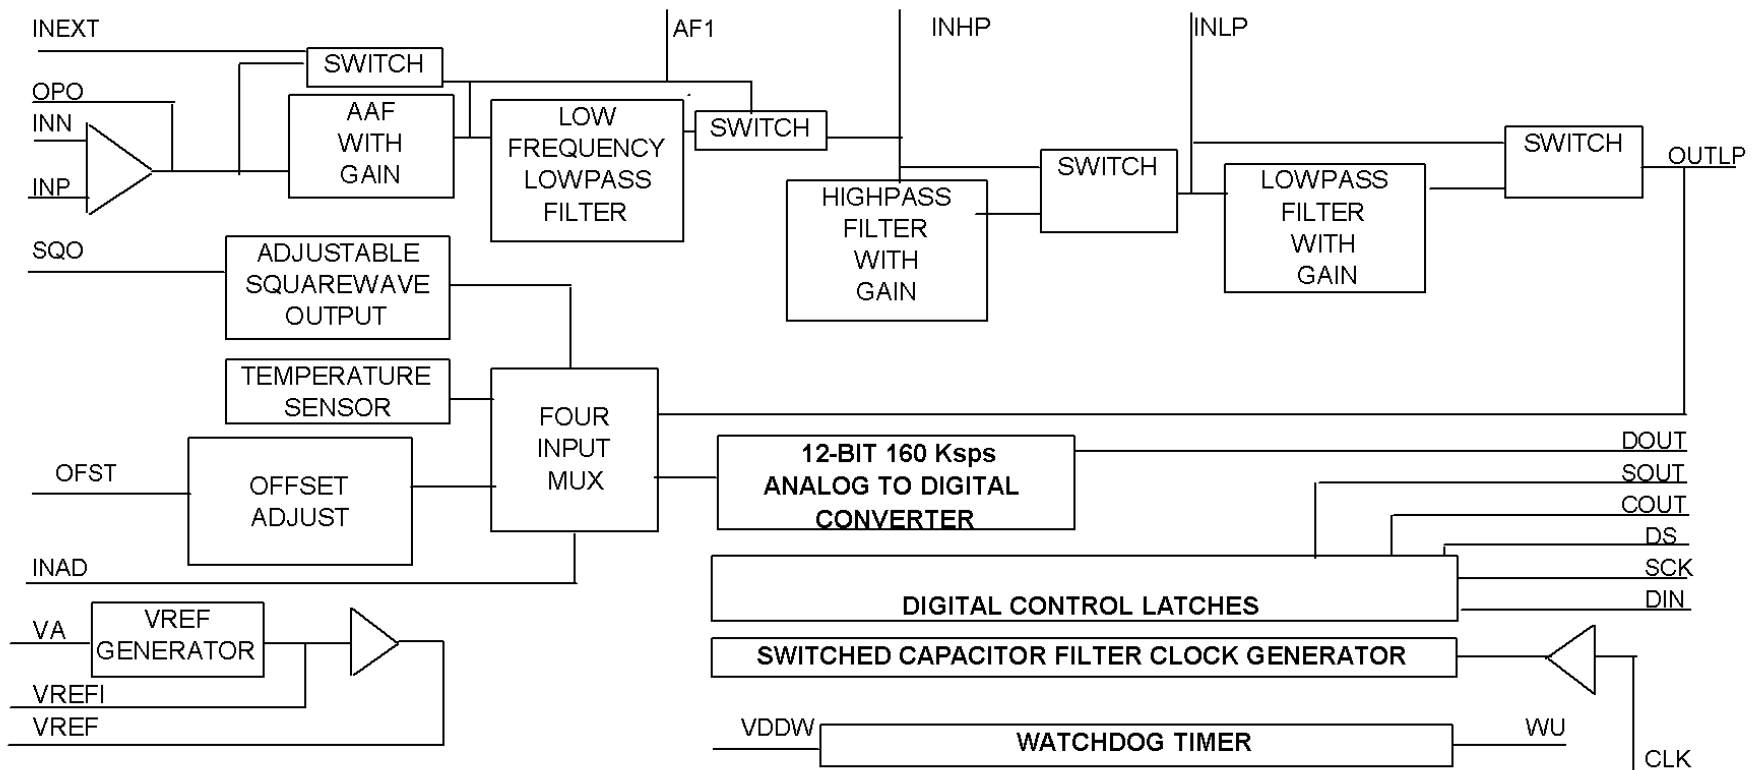 INEXT
AF1
INHP
INLP
SWITCH
OPO
INN
INP
AAF
WITH
GAIN
LOW
FREQUENCY
LOWPASS
FILTER
SWITCH
SWITCH
SWITCH
OUTLP
HIGHPASS
FILTER
WITH
GAIN
LOWPASS
FILTER
WITH
GAIN
SQO
ADJUSTABLE
SQUAREWAVE
OUTPUT
TEMPERATURE
SENSOR
FOUR
INPUT
MUX
OFST
OFFSET
ADJUST
12-BIT 160 Ksps
ANALOG TO DIGITAL
CONVERTER
DOUT
SOUT
COUT
DS
SCK
DIN
INAD
DIGITAL CONTROL LATCHES
VA
VREF
GENERATOR
VREFI
VREF
SWITCHED CAPACITOR FILTER CLOCK GENERATOR
VDDW
WATCHDOG TIMER
WU
CLK